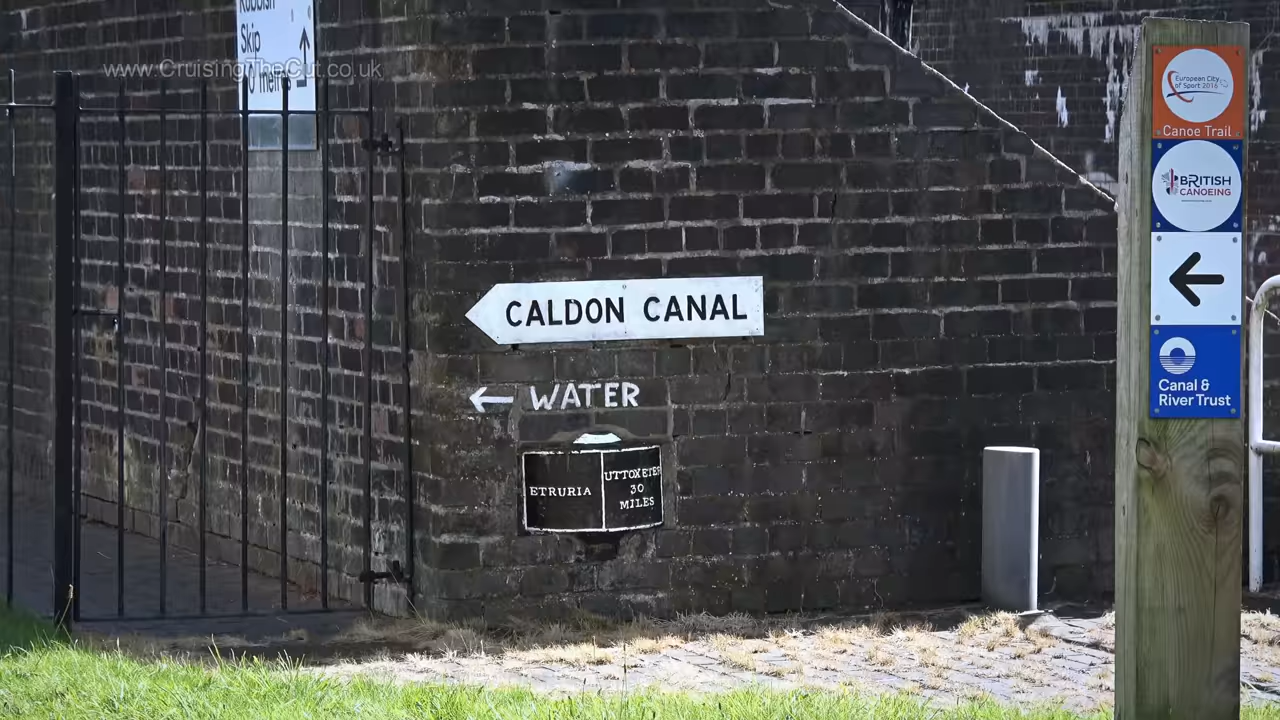 Rubbish
Skip
www.CruisingTheCut.co.uk
CALDON CANAL
WATER
ETRURIA
UTTOXETER
30
MILES
European City
of Sport 2016
Canoe Trail
BRITISH
CANOEING
Canal &
River Trust